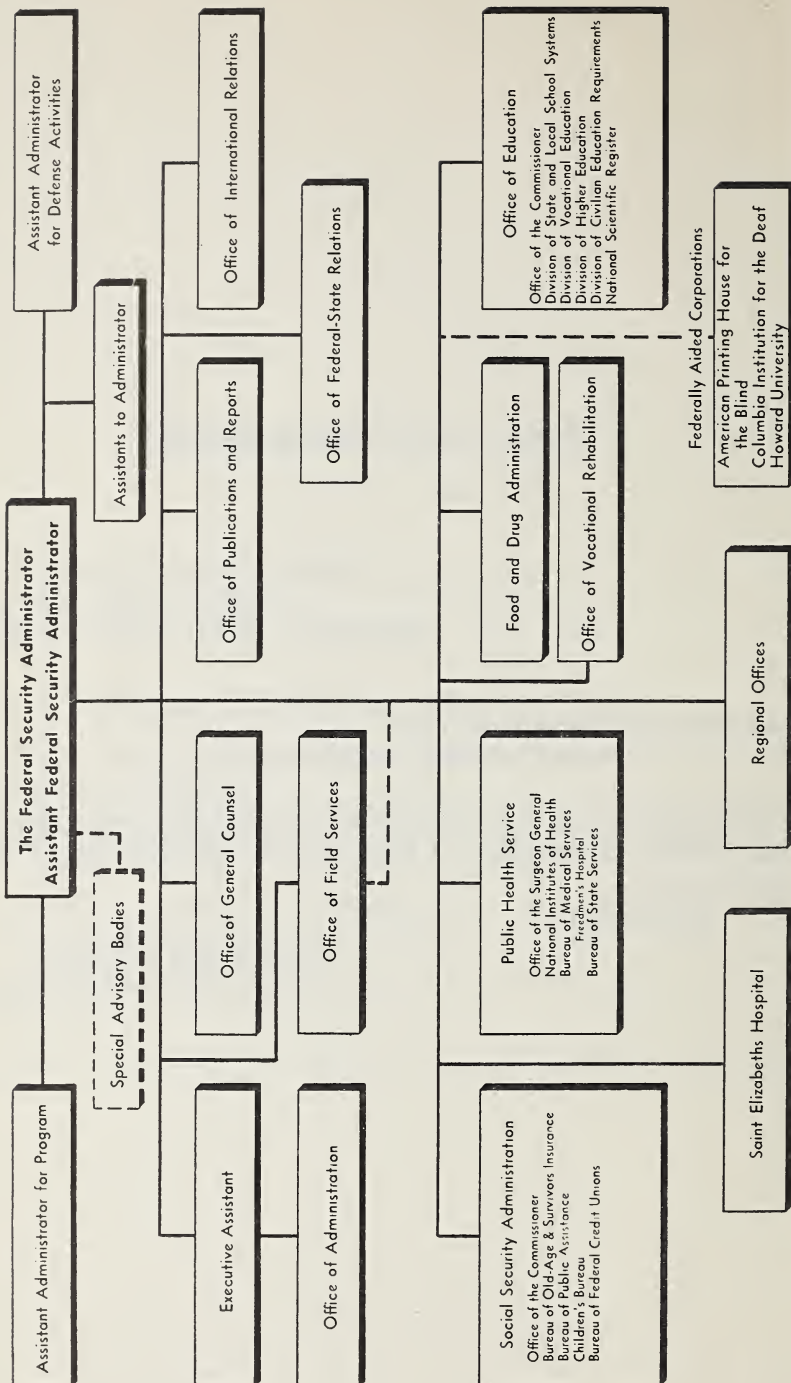 The Federal Security Administrator
Assistant Federal Security Administrator
Assistant Administrator for Program
Special Advisory Bodies
Assistants to Administrator
Assistant Administrator
for Defense Activities
Executive Assistant
Office of General Counsel
Office of Publications and Reports
Office of International Relations
Office of Administration
Office of Field Services
Office of Federal-State Relations
Social Security Administration
Office of the Commissioner
Bureau of Old-Age & Survivors Insurance
Bureau of Public Assistance
Children's Bureau
Bureau of Federal Credit Unions
Public Health Service
Office of the Surgeon General
National Institutes of Health
Bureau of Medical Services
Freedmen's Hospital
Bureau of State Services
Food and Drug Administration
Office of Vocational Rehabilitation
Office of Education
Office of the Commissioner
Division of State and Local School Systems
Division of Vocational Education
Division of Higher Education
Division of Civilian Education Requirements
National Scientific Register
Saint Elizabeths Hospital
Regional Offices
Federally Aided Corporations
American Printing House for
the Blind
Columbia Institution for the Deaf
Howard University